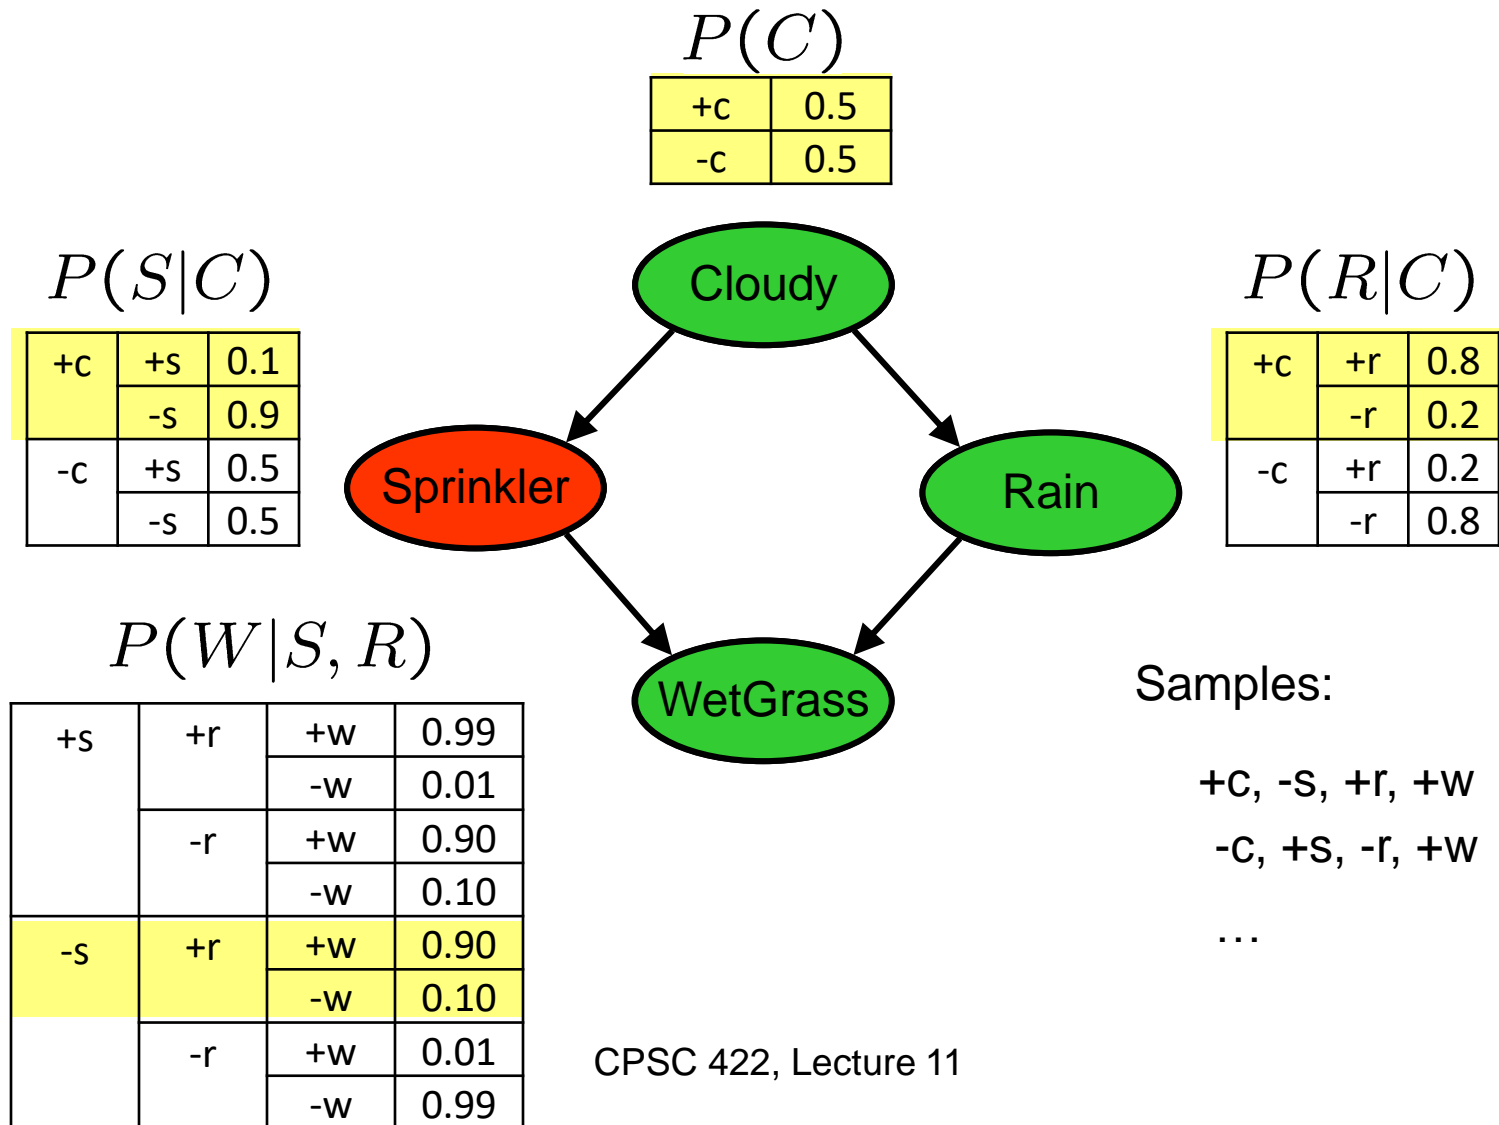 P(C)
+c 0.5
-c 0.5
Cloudy
P(S|C)
+c +s 0.1
-s 0.9
-c +s 0.5
-s 0.5
P(R|C)
+c +r 0.8
-r 0.2
-c +r 0.2
-r 0.8
Sprinkler
Rain
P(W|S, R)
+s +r +w 0.99
-w 0.01
-r +w 0.90
-w 0.10
-s +r +w 0.90
-w 0.10
-r +w 0.01
-w 0.99
WetGrass
Samples:
+c, -s, +r, +w
-c, +s, -r, +w
…
CPSC 422, Lecture 11